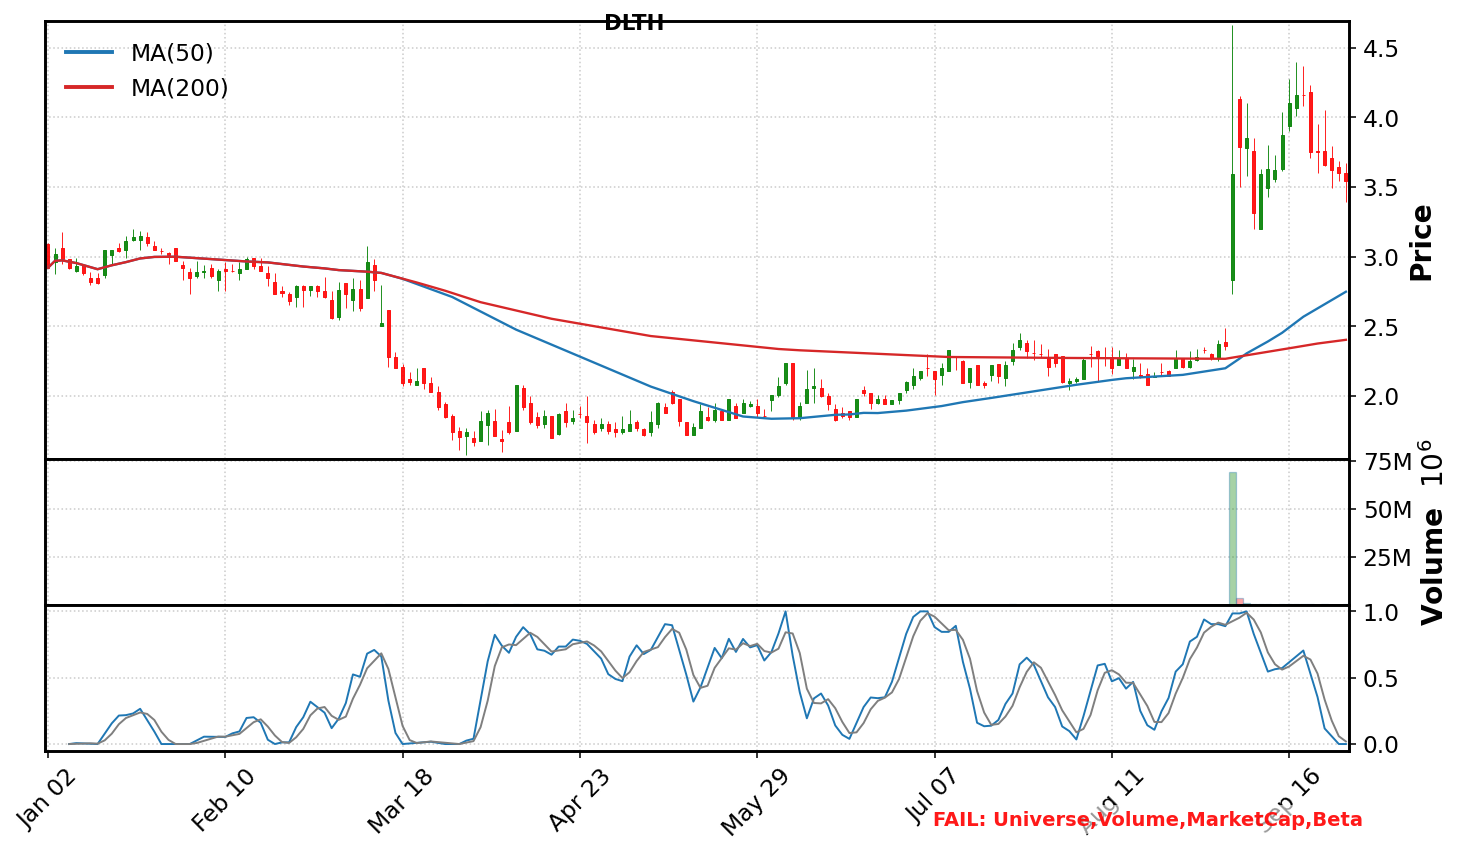 DLTH
MA(50)
MA(200)
4.5
4.0
3.5
3.0
2.5
2.0
Price
75M
50M
25M
Volume 10^6
1.0
0.5
0.0
Jan 02
Feb 10
Mar 18
Apr 23
May 29
Jul 07
Aug 11
Sep 16
FAIL: Universe,Volume,MarketCap,Beta